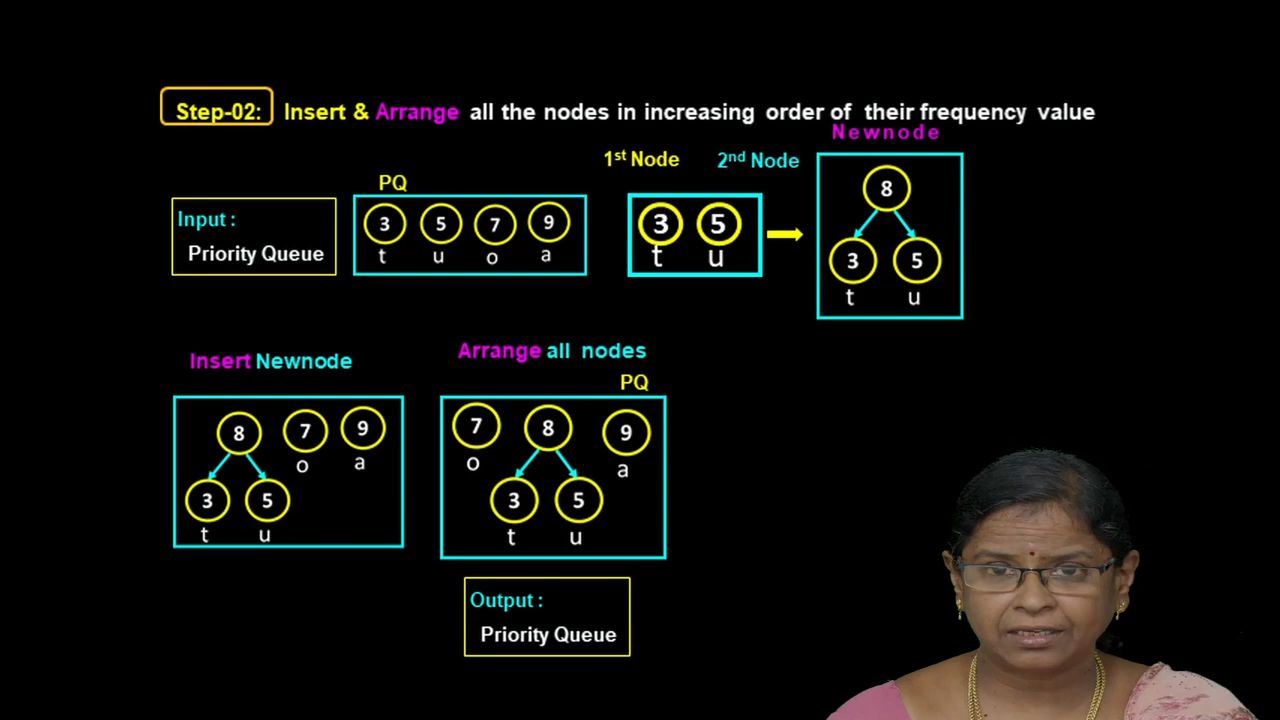 Step-02: Insert & Arrange all the nodes in increasing order of their frequency value
Newnode
1st Node 2nd Node
PQ
Input :
Priority Queue
3 5 7 9
t u o a
3 5
t u
8
3 5
t u
Insert Newnode
8 7 9
o a
3 5
t u
Arrange all nodes
PQ
7 8 9
o a
3 5
t u
Output :
Priority Queue